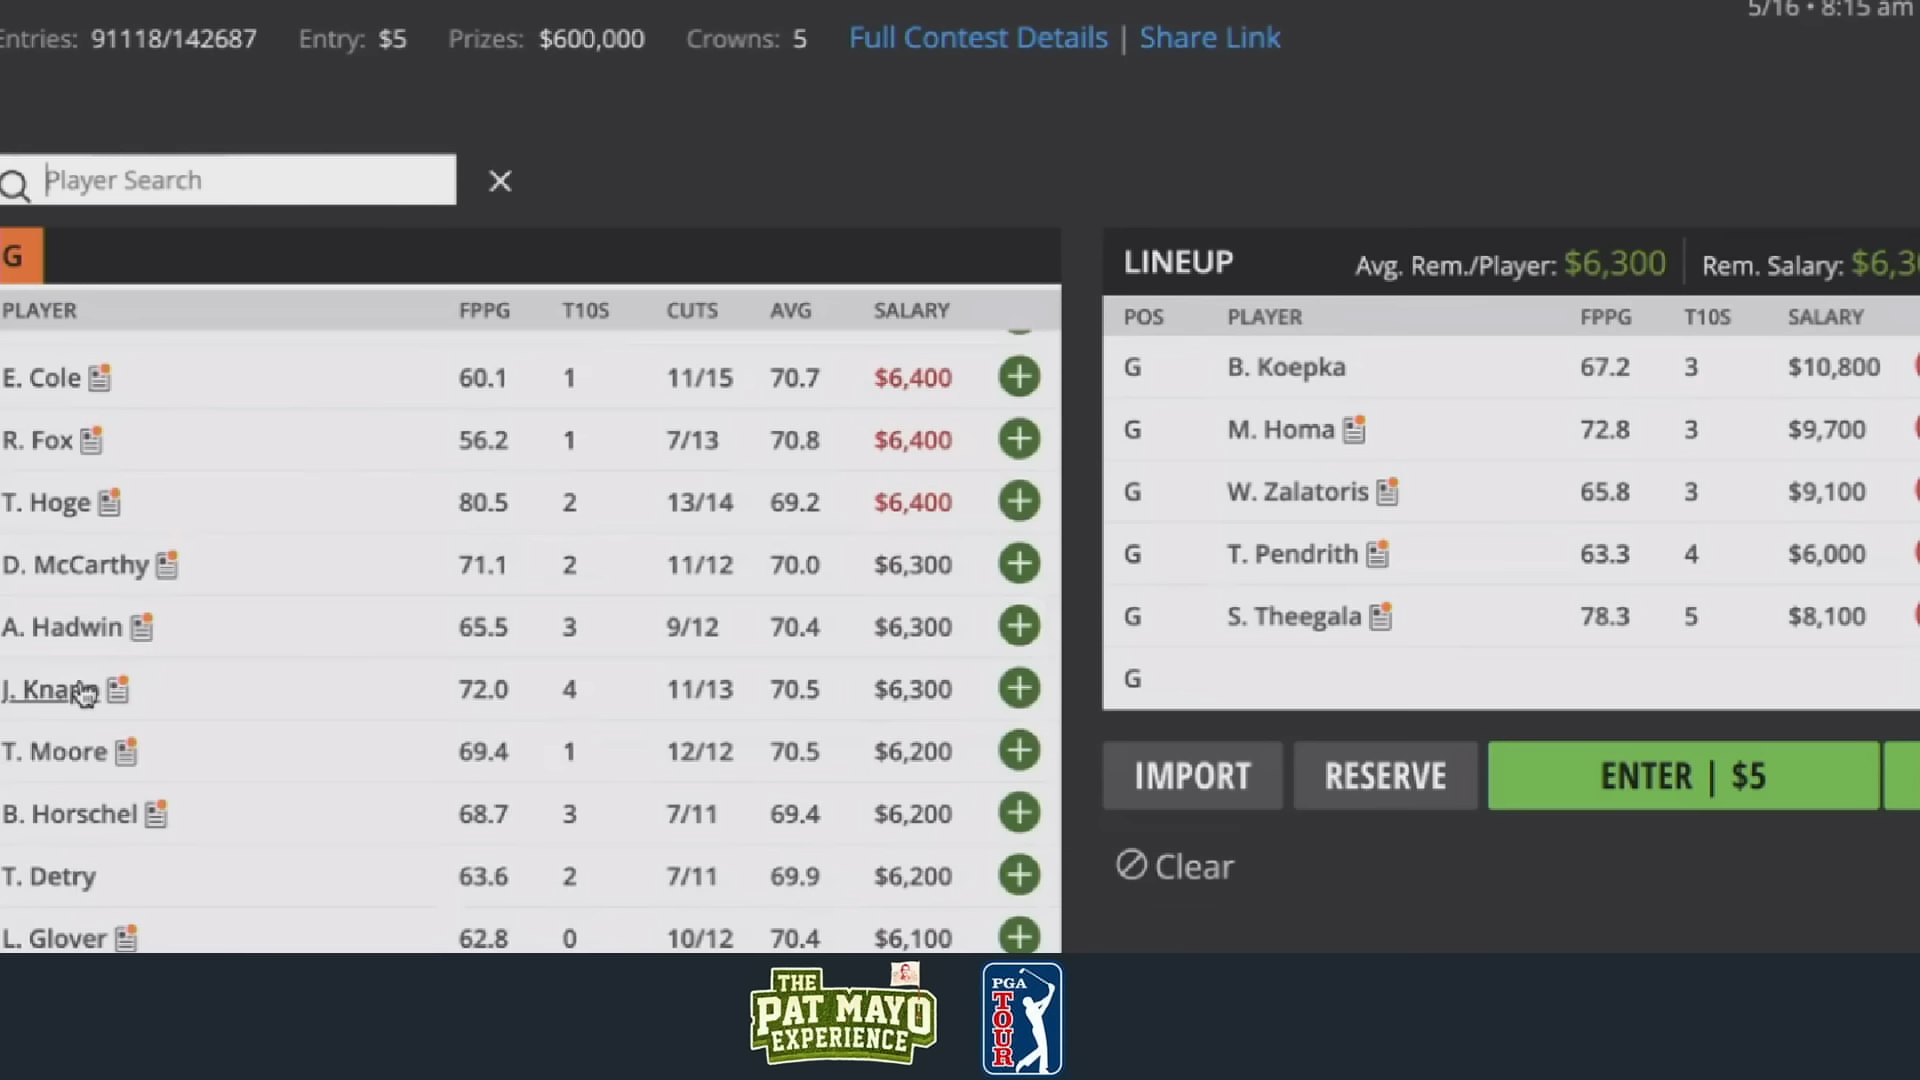 5/16 • 8:15 am
Entries: 91118/142687 Entry: $5 Prizes: $600,000 Crowns: 5 Full Contest Details | Share Link
Player Search
G
LINEUP Avg. Rem./Player: $6,300 Rem. Salary:
PLAYER FPPG T10S CUTS AVG SALARY
POS PLAYER FPPG T10S SALARY
E. Cole 60.1 1 11/15 70.7 $6,400
R. Fox 56.2 1 7/13 70.8 $6,400
T. Hoge 80.5 2 13/14 69.2 $6,400
D. McCarthy 71.1 2 11/12 70.0 $6,300
A. Hadwin 65.5 3 9/12 70.4 $6,300
J. 72.0 4 11/13 70.5 $6,300
T. Moore 69.4 1 12/12 70.5 $6,200
B. Horschel 68.7 3 7/11 69.4 $6,200
T. Detry 63.6 2 7/11 69.9 $6,200
L. Glover 62.8 0 10/12 70.4 $6,100
G B. Koepka 67.2 3 $10,800
G M. Homa 72.8 3 $9,700
G W. Zalatoris 65.8 3 $9,100
G T. Pendrith 63.3 4 $6,000
G S. Theegala 78.3 5 $8,100
G
IMPORT RESERVE ENTER | $5
Clear
THE
PAT MAYO
EXPERIENCE
PGA
TOUR